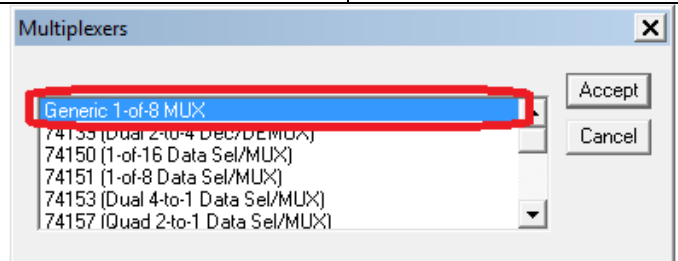 Multiplexers
Generic 1-of-8 MUX
74139 (Dual 2-to-4 Dec/DEMUX)
74150 (1-of-16 Data Sel/MUX)
74151 (1-of-8 Data Sel/MUX)
74153 (Dual 4-to-1 Data Sel/MUX)
74157 (Quad 2-to-1 Data Sel/MUX)
Accept
Cancel